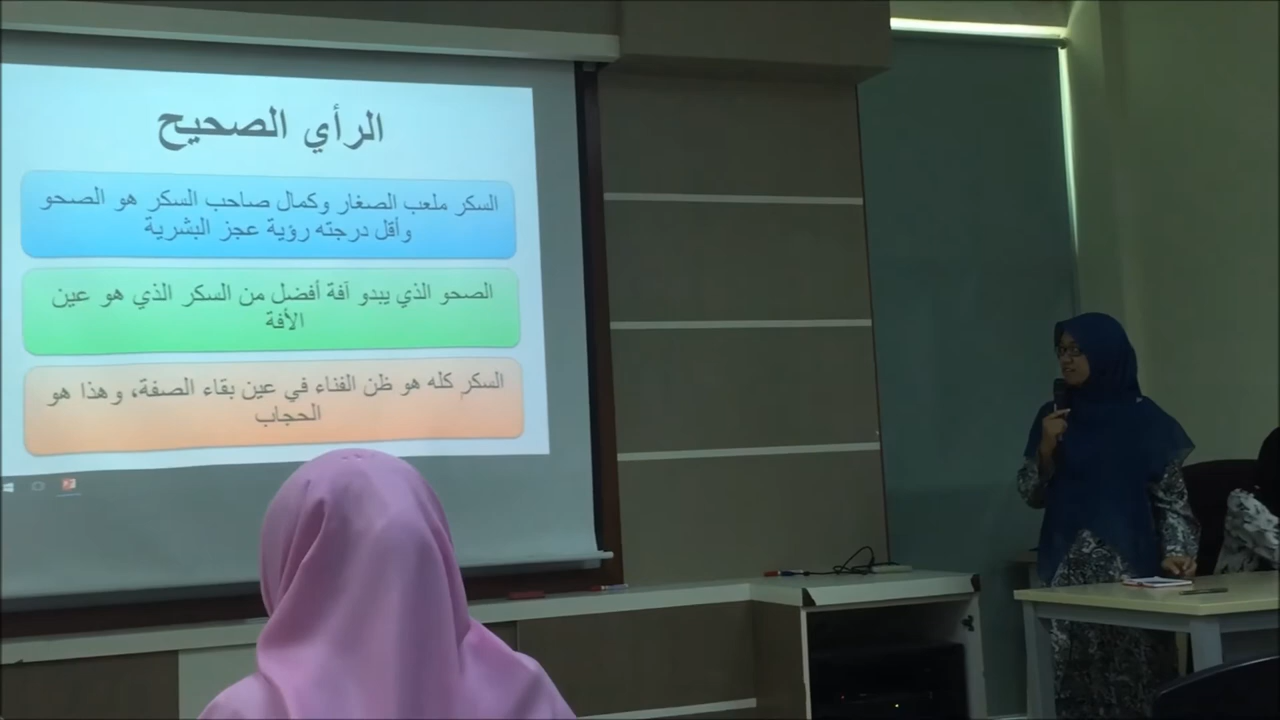 الرأي الصحيح
السكر ملعب الصغار وكمال صاحب السكر هو الصحو
وأقل درجته رؤية عجز البشرية
الصحو الذي يبدو آفة أفضل من السكر الذي هو عين
الأفة
السكر كله هو ظن الفناء في عين بقاء الصفة، وهذا هو
الحجاب